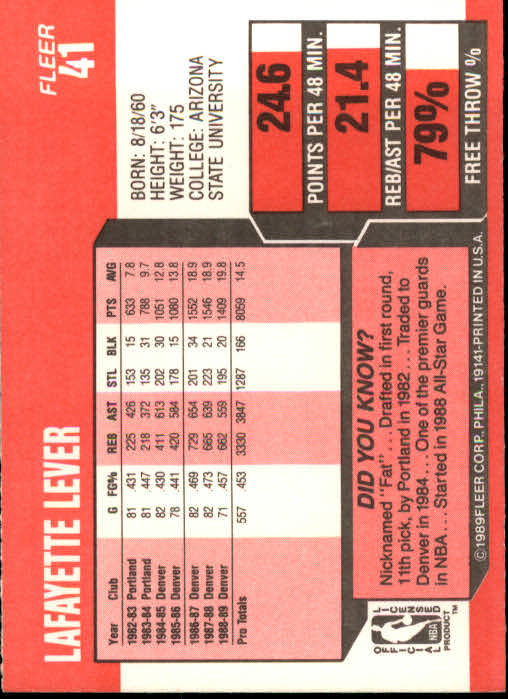 FLEER
41
LAFAYETTE LEVER
BORN: 8/18/60
HEIGHT: 6'3"
WEIGHT: 175
COLLEGE: ARIZONA
STATE UNIVERSITY
Year Club G FG% REB AST STL BLK PTS AVG
1982-83 Portland 81 .431 225 426 153 15 633 7.8
1983-84 Portland 81 .447 218 372 135 31 788 9.7
1984-85 Denver 82 .430 411 613 202 30 1051 12.8
1985-86 Denver 78 .441 420 584 178 15 1080 13.8
1986-87 Denver 82 .469 729 654 201 34 1552 18.9
1987-88 Denver 82 .473 665 639 223 21 1546 18.9
1988-89 Denver 71 .457 662 559 195 20 1409 19.8
Pro Totals 557 .453 3330 3847 1287 166 8059 14.5
24.6
POINTS PER 48 MIN.
21.4
REB/AST PER 48 MIN.
79%
FREE THROW %
DID YOU KNOW?
Nicknamed "Fat"... Drafted in first round,
11th pick, by Portland in 1982... Traded to
Denver in 1984... One of the premier guards
in NBA... Started in 1988 All-Star Game.
©1989FLEER CORP., PHILA., 19141-PRINTED IN U.S.A.
OFFICIAL
LICENSED
NBA
PRODUCT™